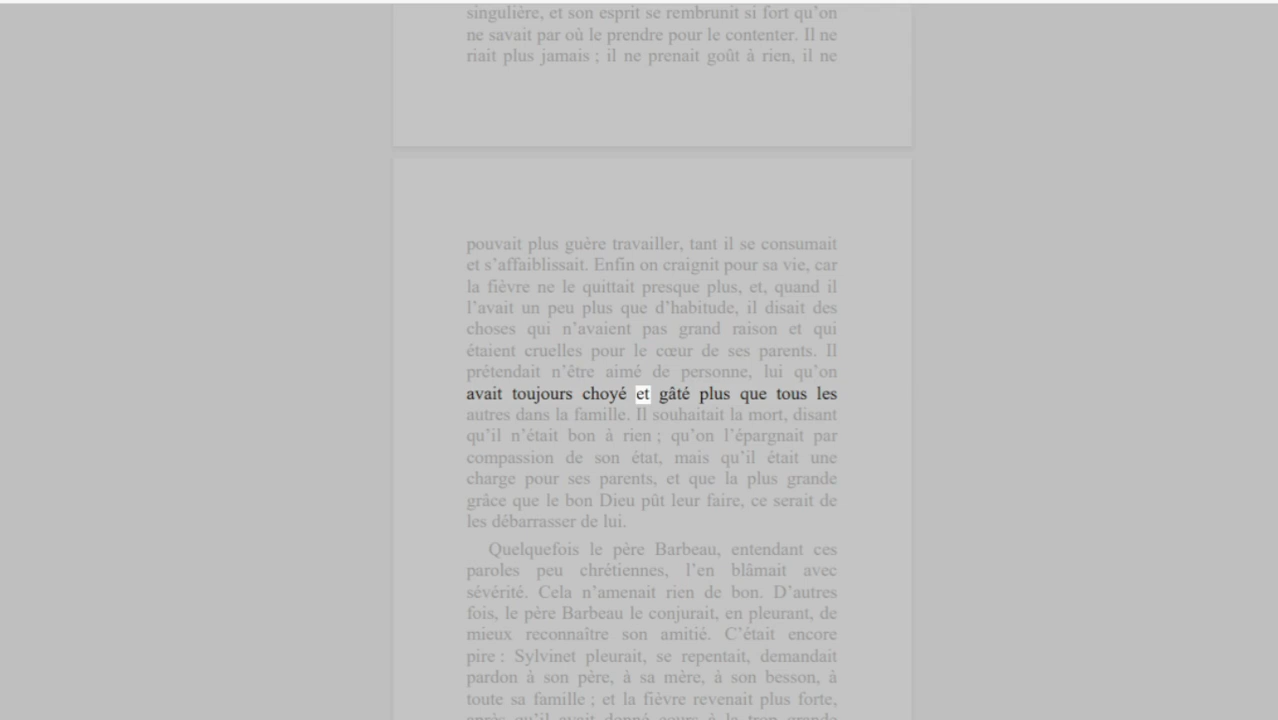 singulière, et son esprit se rembrunit si fort qu’on
ne savait par où le prendre pour le contenter. Il ne
riait plus jamais ; il ne prenait goût à rien, il ne
pouvait plus guère travailler, tant il se consumait
et s’affaiblissait. Enfin on craignit pour sa vie, car
la fièvre ne le quittait presque plus, et, quand il
l’avait un peu plus que d’habitude, il disait des
choses qui n’avaient pas grand raison et qui
étaient cruelles pour le cœur de ses parents. Il
prétendait n’être aimé de personne, lui qu’on
avait toujours choyé et gâté plus que tous les
autres dans la famille. Il souhaitait la mort, disant
qu’il n’était bon à rien ; qu’on l’épargnait par
compassion de son état, mais qu’il était une
charge pour ses parents, et que la plus grande
grâce que le bon Dieu pût leur faire, ce serait de
les débarrasser de lui.
Quelquefois le père Barbeau, entendant ces
paroles peu chrétiennes, l’en blâmait avec
sévérité. Cela n’amenait rien de bon. D’autres
fois, le père Barbeau le conjurait, en pleurant, de
mieux reconnaître son amitié. C’était encore
pire : Sylvinet pleurait, se repentait, demandait
pardon à son père, à sa mère, à son besson, à
toute sa famille ; et la fièvre revenait plus forte,
après qu’il avait donné cours à la trop grande